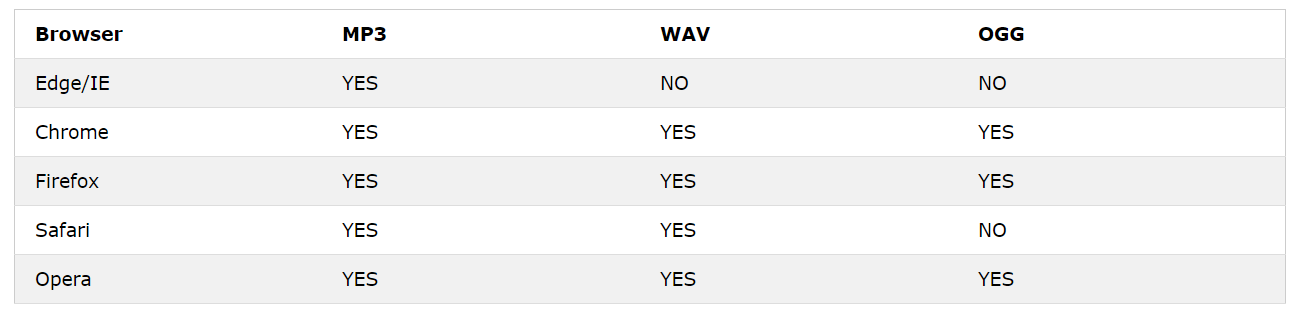 Browser MP3 WAV OGG
Edge/IE YES NO NO
Chrome YES YES YES
Firefox YES YES YES
Safari YES YES NO
Opera YES YES YES